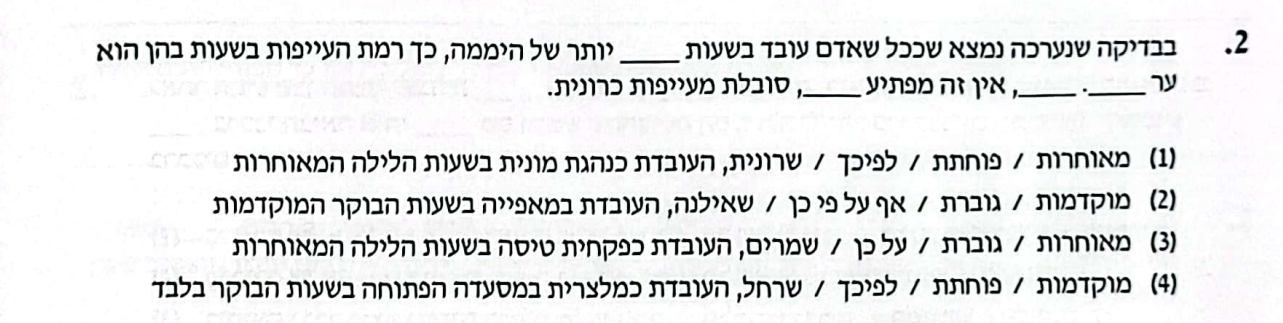 2. בבדיקה שנערכה נמצא שככל שאדם עובד בשעות ____ יותר של היממה, כך רמת העייפות בשעות בהן הוא
ער ____. ____, אין זה מפתיע ____, סובלת מעייפות כרונית.
(1) מאוחרות / פוחתת / לפיכך / שרונית, העובדת כנהגת מונית בשעות הלילה המאוחרות
(2) מוקדמות / גוברת / אף על פי כן / שאילנה, העובדת במאפייה בשעות הבוקר המוקדמות
(3) מאוחרות / גוברת / על כן / שמרים, העובדת כפקחית טיסה בשעות הלילה המאוחרות
(4) מוקדמות / פוחתת / לפיכך / שרחל, העובדת כמלצרית במסעדה הפתוחה בשעות הבוקר בלבד